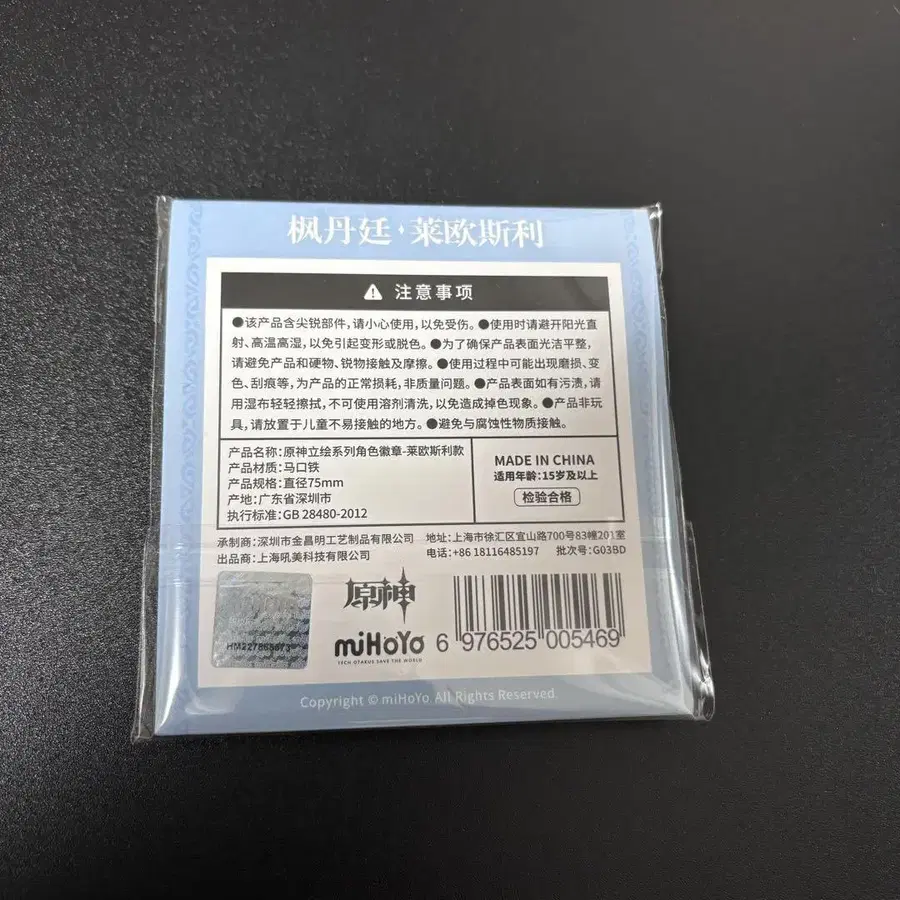 枫丹廷·莱欧斯利
注意事项
●该产品含尖锐部件,请小心使用,以免受伤。●使用时请避开阳光直
射、高温高湿,以免引起变形或脱色。●为了确保产品表面光洁平整,
请避免产品和硬物、锐物接触及摩擦。●使用过程中可能出现磨损、变
色、刮痕等,为产品的正常损耗,非质量问题。●产品表面如有污渍,请
用湿布轻轻擦拭,不可使用溶剂清洗,以免造成掉色现象。●产品非玩
具,请放置于儿童不易接触的地方。●避免与腐蚀性物质接触。
产品名称:原神立绘系列角色徽章-莱欧斯利款
产品材质:马口铁
产品规格:直径75mm
产地:广东省深圳市
执行标准:GB 28480-2012
MADE IN CHINA
适用年龄:15岁及以上
检验合格
承制商:深圳市金昌明工艺制品有限公司
出品商:上海吼美科技有限公司
地址:上海市徐汇区宜山路700号83幢201室
电话:+86 18116485197 批次号:G03BD
原神
miHoYo
TECH OTAKUS SAVE THE WORLD
6 976525 005469
Copyright © miHoYo All Rights Reserved